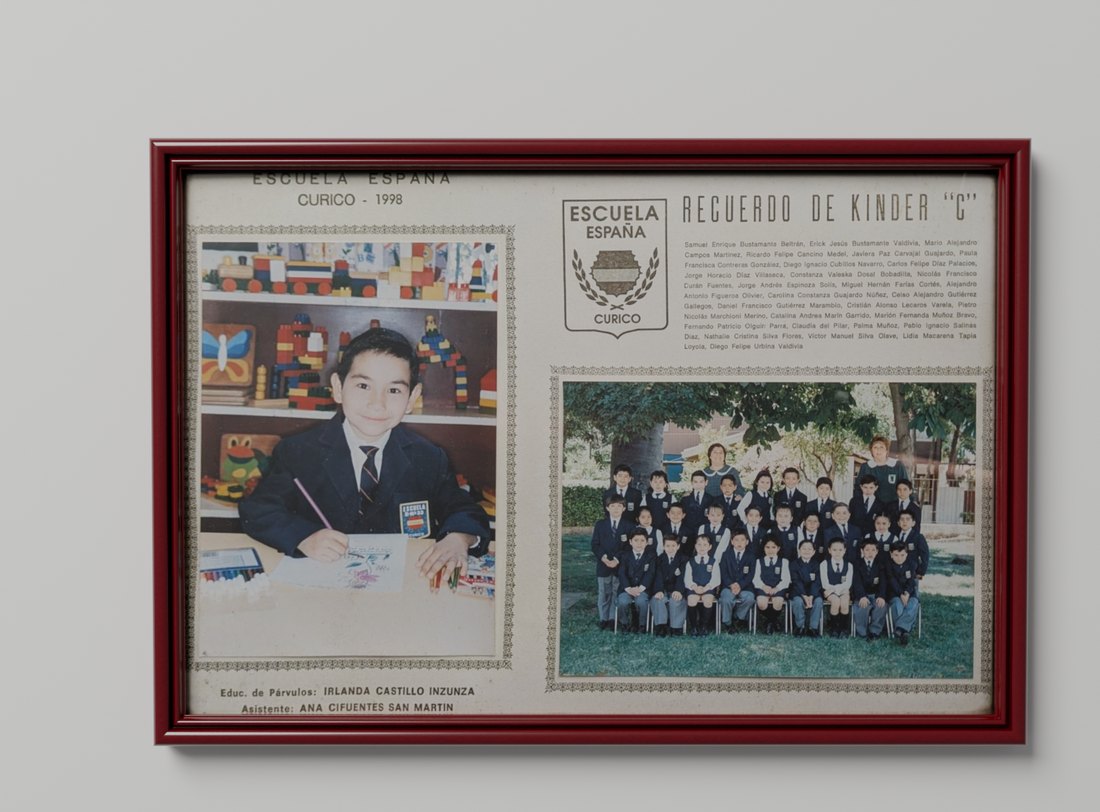 ESCUELA ESPAÑA
CURICO - 1998
ESCUELA
ESPAÑA
CURICO
RECUERDO DE KINDER "C"
Samuel Enrique Bustamante Beltrán, Erick Jesús Bustamante Valdivia, Mario Alejandro
Campos Martínez, Ricardo Felipe Cancino Medel, Javiera Paz Carvajal Guajardo, Paula
Francisca Contreras González, Diego Ignacio Cubillos Navarro, Carlos Felipe Díaz Palacios,
Jorge Horacio Díaz Villaseca, Constanza Valeska Dosal Bobadilla, Nicolás Francisco
Durán Fuentes, Jorge Andrés Espinoza Solís, Miguel Hernán Farías Cortés, Alejandro
Antonio Figueroa Olivier, Carolina Constanza Guajardo Núñez, Celso Alejandro Gutiérrez
Gallegos, Daniel Francisco Gutiérrez Marambio, Cristián Alonso Lecaros Varela, Pietro
Nicolás Marchioni Merino, Catalina Andrea Marín Garrido, Marión Fernanda Muñoz Bravo,
Fernando Patricio Olguín Parra, Claudia del Pilar, Palma Muñoz, Pablo Ignacio Salinas
Díaz, Nathalie Cristina Silva Flores, Víctor Manuel Silva Olave, Lidia Macarena Tapia
Loyola, Diego Felipe Urbina Valdivia
ESCUELA
Educ. de Párvulos: IRLANDA CASTILLO INZUNZA
Asistente: ANA CIFUENTES SAN MARTIN